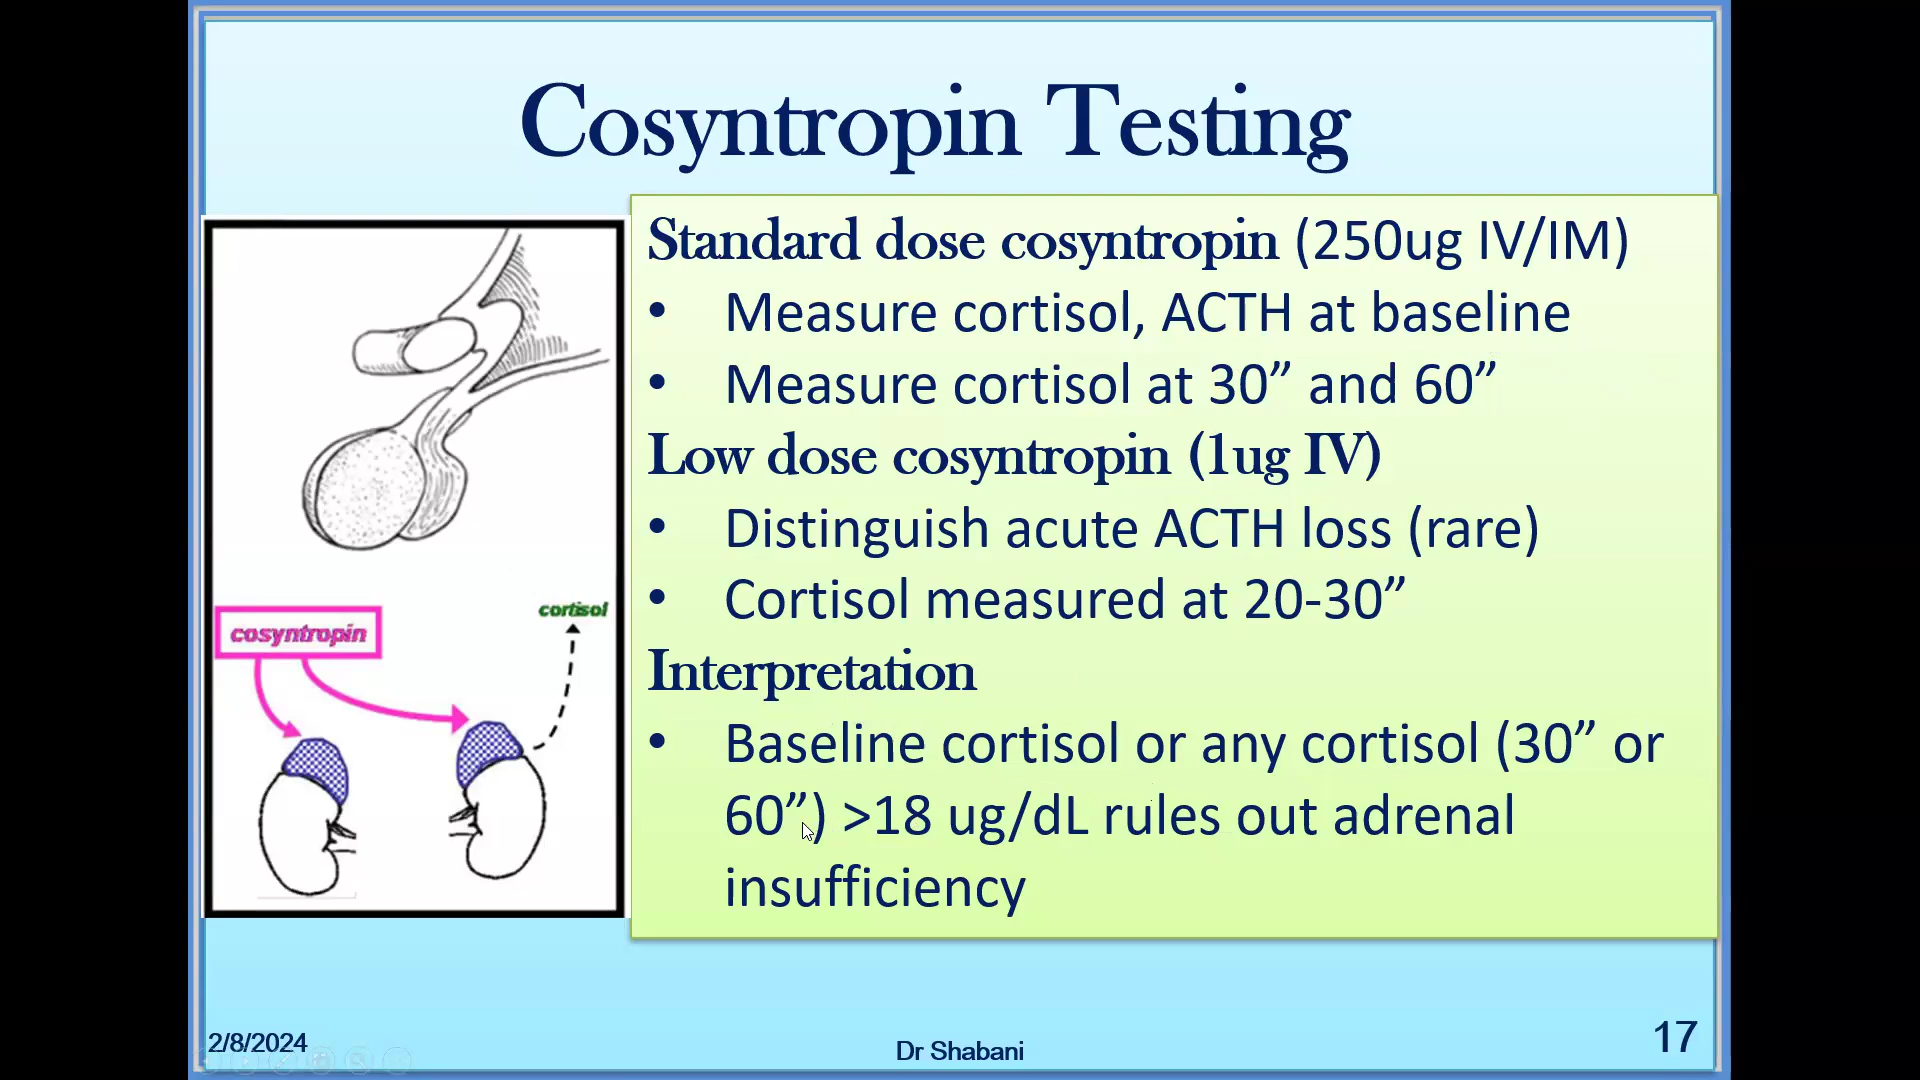 Cosyntropin Testing
Standard dose cosyntropin (250ug IV/IM)
• Measure cortisol, ACTH at baseline
• Measure cortisol at 30” and 60”
Low dose cosyntropin (1ug IV)
• Distinguish acute ACTH loss (rare)
• Cortisol measured at 20-30”
Interpretation
• Baseline cortisol or any cortisol (30” or
60”) >18 ug/dL rules out adrenal
insufficiency
cortisol
cosyntropin
2/8/2024
Dr Shabani
17